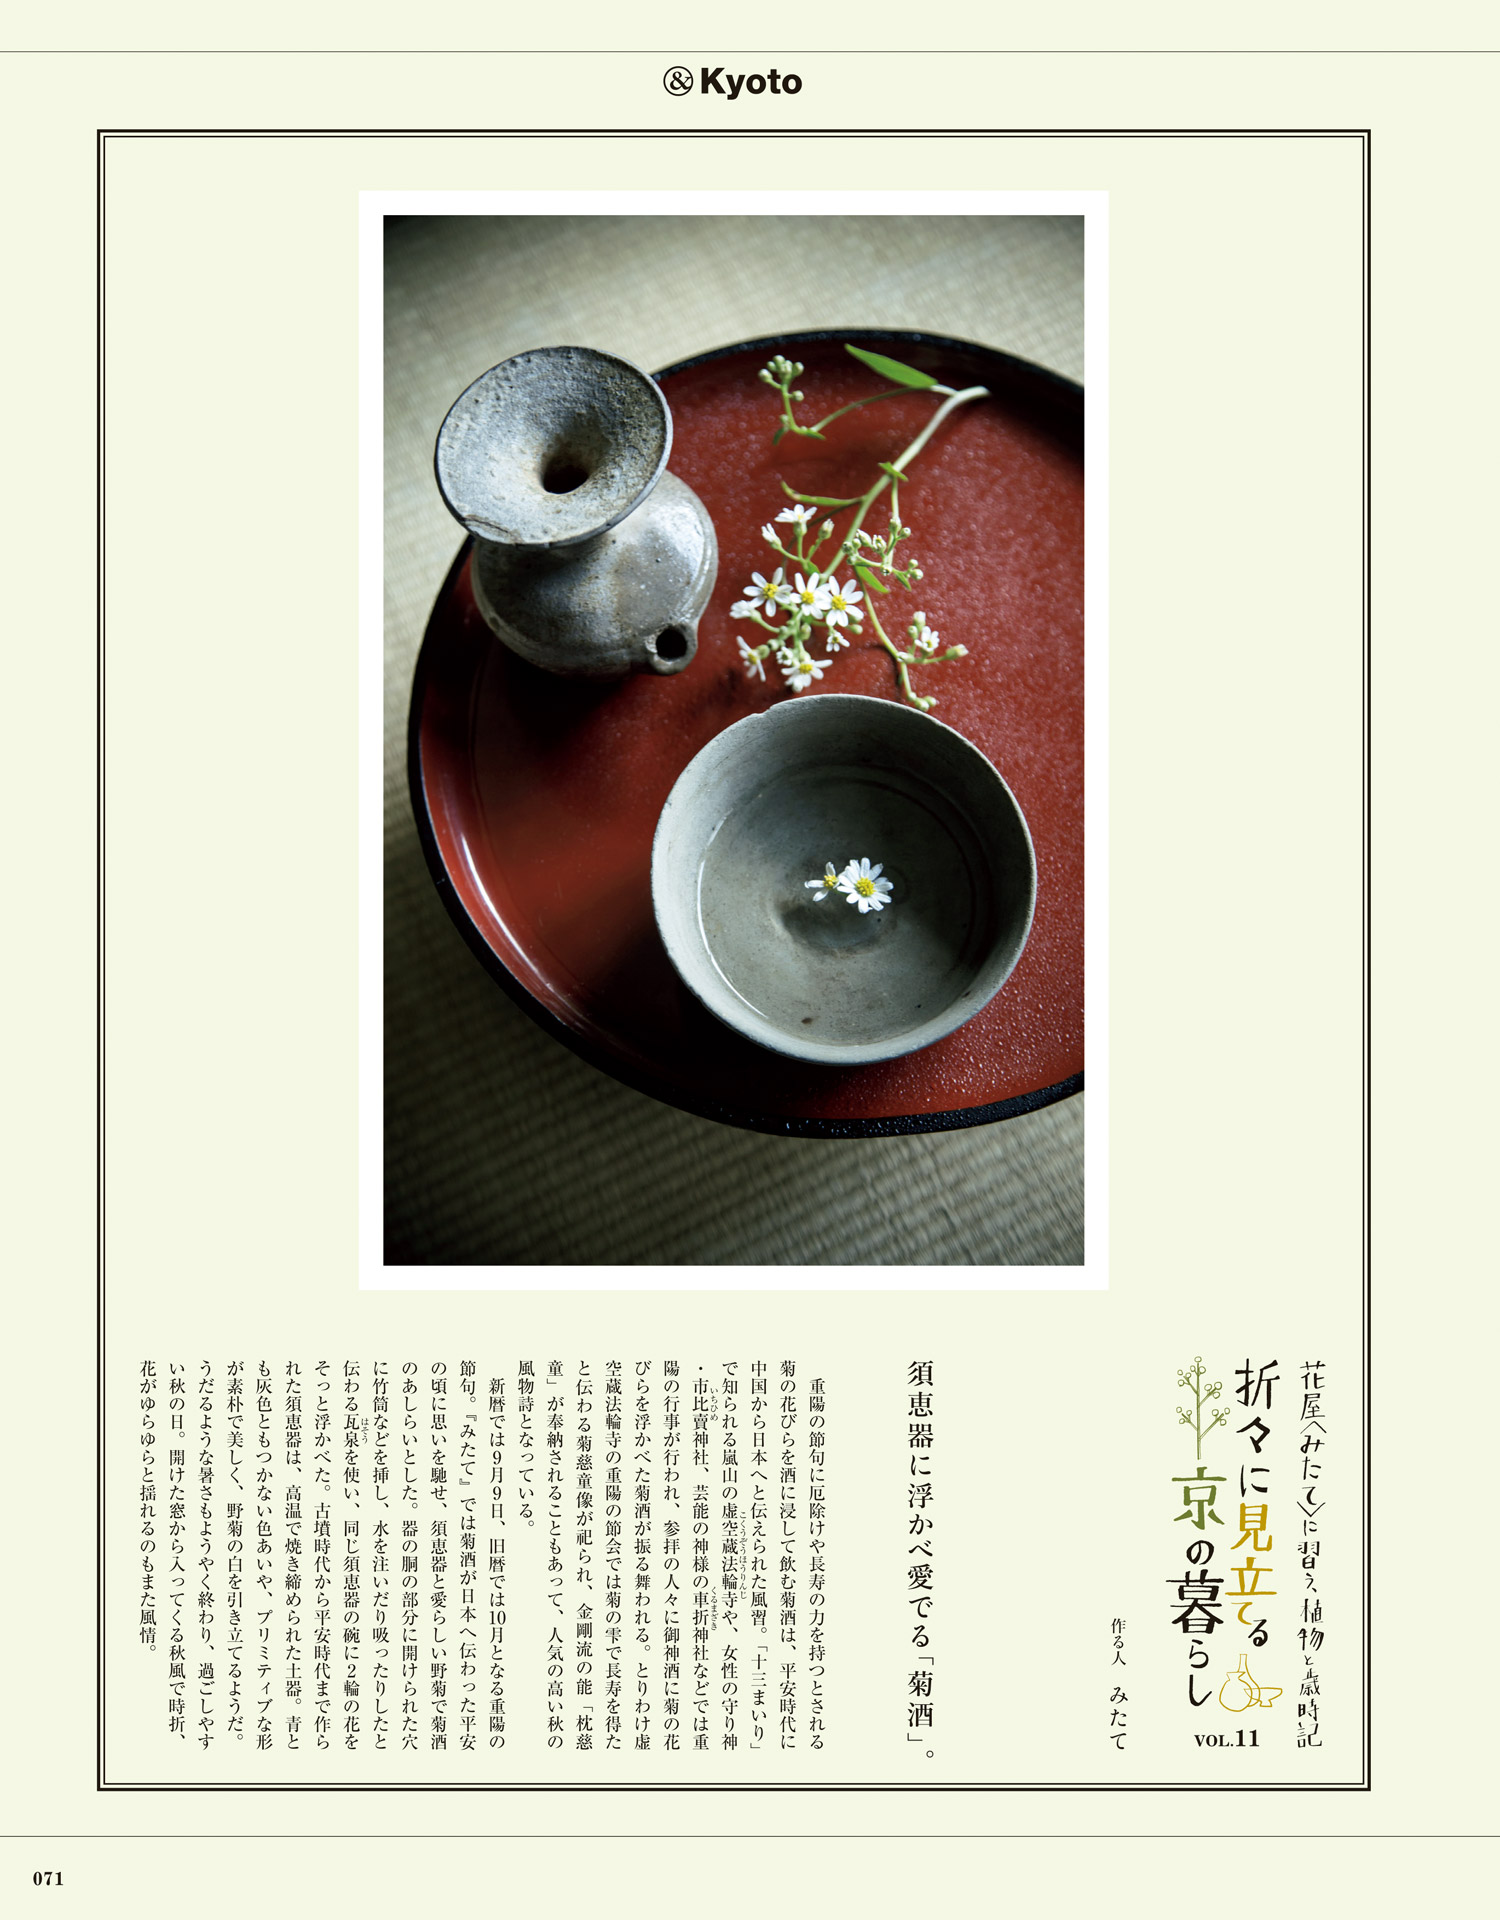 &Kyoto
花屋〈みたて〉に習う、植物と歳時記
折々に見立てる
京の暮らし
VOL.11
作る人 みたて
須恵器に浮かべ愛でる「菊酒」。
重陽の節句に厄除けや長寿の力を持つとされる
菊の花びらを酒に浸して飲む菊酒は、平安時代に
中国から日本へと伝えられた風習。「十三まいり」
で知られる嵐山の虚空蔵法輪寺や、女性の守り神
こくうぞうほうりんじ
・市比賣神社、芸能の神様の車折神社などでは重
いちひめ
くるまざき
陽の行事が行われ、参拝の人々に御神酒に菊の花
びらを浮かべた菊酒が振る舞われる。とりわけ虚
空蔵法輪寺の重陽の節会では菊の雫で長寿を得た
と伝わる菊慈童像が祀られ、金剛流の能「枕慈
童」が奉納されることもあって、人気の高い秋の
風物詩となっている。
新暦では9月9日、旧暦では10月となる重陽の
節句。『みたて』では菊酒が日本へ伝わった平安
の頃に思いを馳せ、須恵器と愛らしい野菊で菊酒
のあしらいとした。器の胴の部分に開けられた穴
に竹筒などを挿し、水を注いだり吸ったりしたと
伝わる瓦泉を使い、同じ須恵器の碗に2輪の花を
はそう
そっと浮かべた。古墳時代から平安時代まで作ら
れた須恵器は、高温で焼き締められた土器。青と
も灰色ともつかない色あいや、プリミティブな形
が素朴で美しく、野菊の白を引き立てるようだ。
うだるような暑さもようやく終わり、過ごしやす
い秋の日。開けた窓から入ってくる秋風で時折、
花がゆらゆらと揺れるのもまた風情。
071